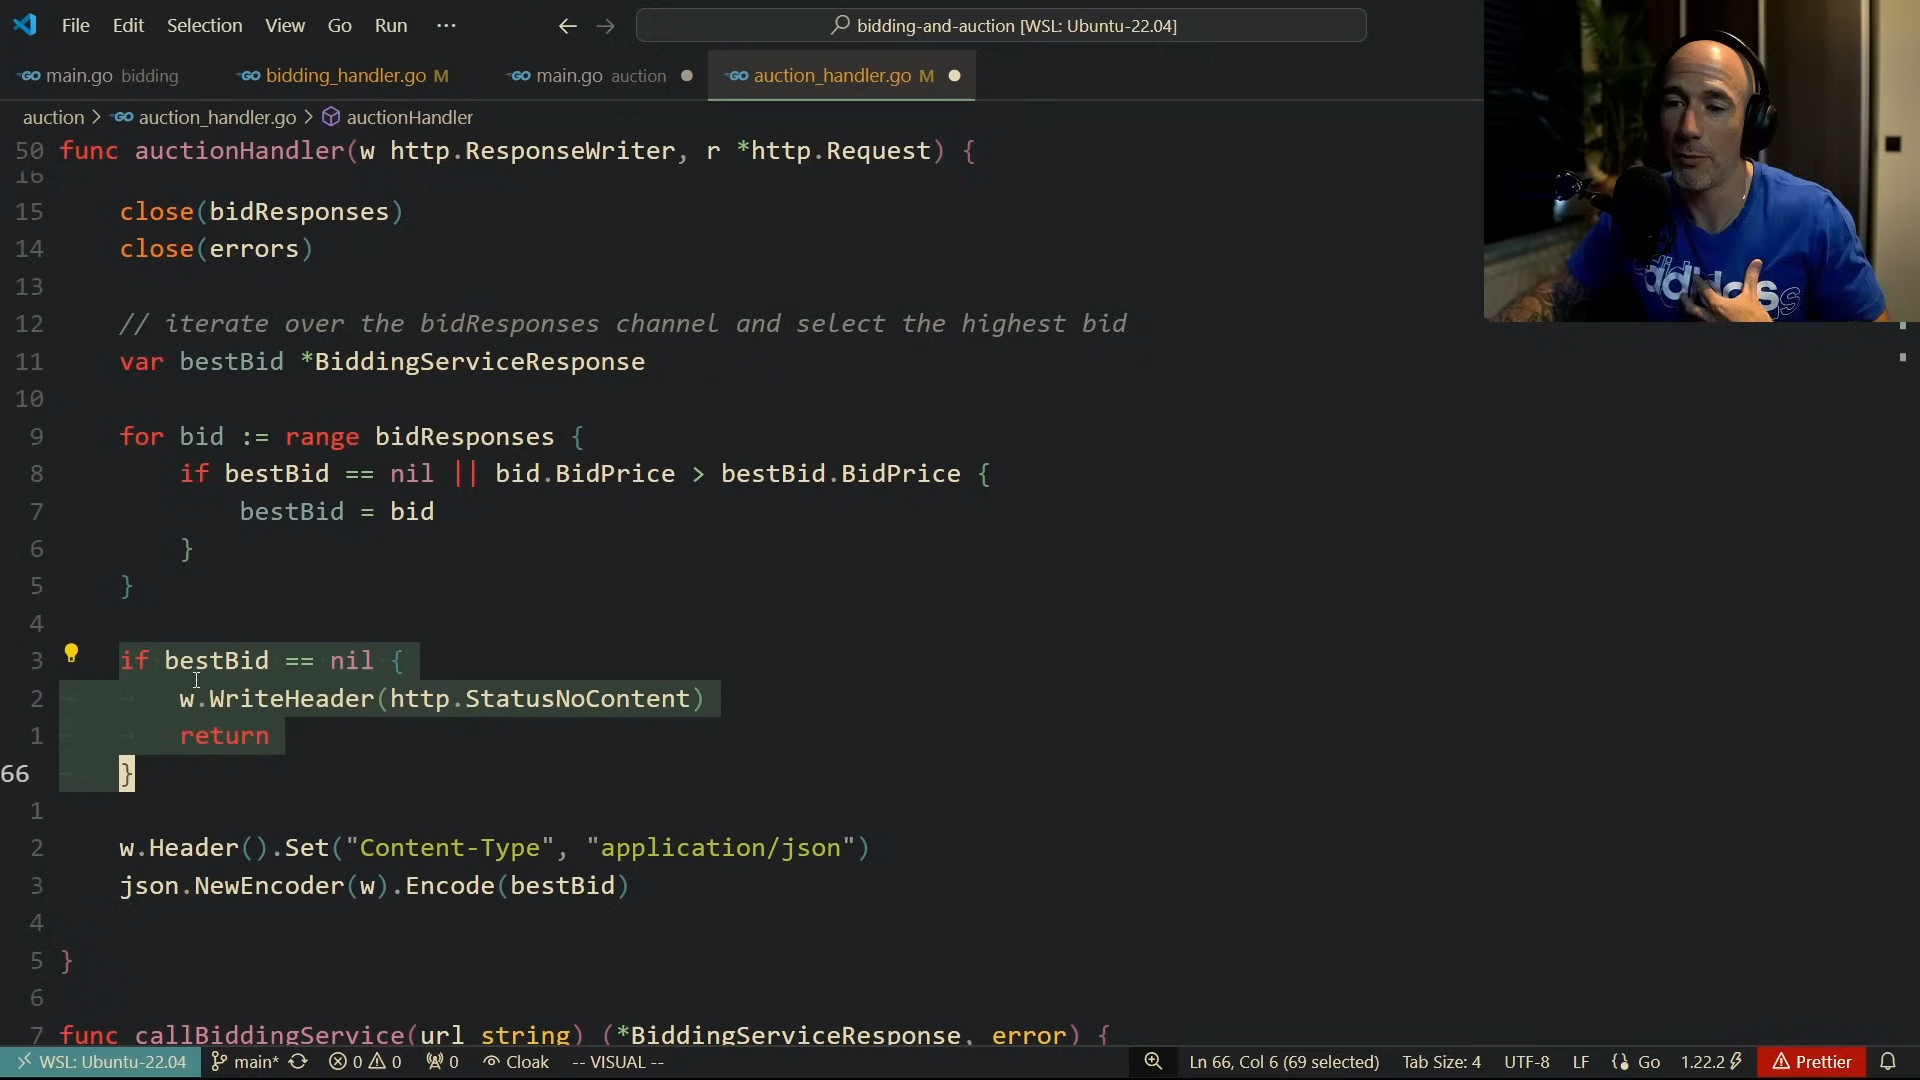 File Edit Selection View Go Run ···
bidding-and-auction [WSL: Ubuntu-22.04]
main.go bidding
bidding_handler.go M
main.go auction
auction_handler.go M
auction > auction_handler.go > auctionHandler
50 func auctionHandler(w http.ResponseWriter, r *http.Request) {
16
15 close(bidResponses)
14 close(errors)
13
12 // iterate over the bidResponses channel and select the highest bid
11 var bestBid *BiddingServiceResponse
10
9 for bid := range bidResponses {
8 if bestBid == nil || bid.BidPrice > bestBid.BidPrice {
7 bestBid = bid
6 }
5 }
4
3 if bestBid == nil {
2 w.WriteHeader(http.StatusNoContent)
1 return
66 }
1
2 w.Header().Set("Content-Type", "application/json")
3 json.NewEncoder(w).Encode(bestBid)
4
5 }
6
7 func callBiddingService(url string) (*BiddingServiceResponse, error) {
WSL: Ubuntu-22.04 main* 0 0 0 Cloak -- VISUAL -- Ln 66, Col 6 (69 selected) Tab Size: 4 UTF-8 LF Go 1.22.2 Prettier
adidas